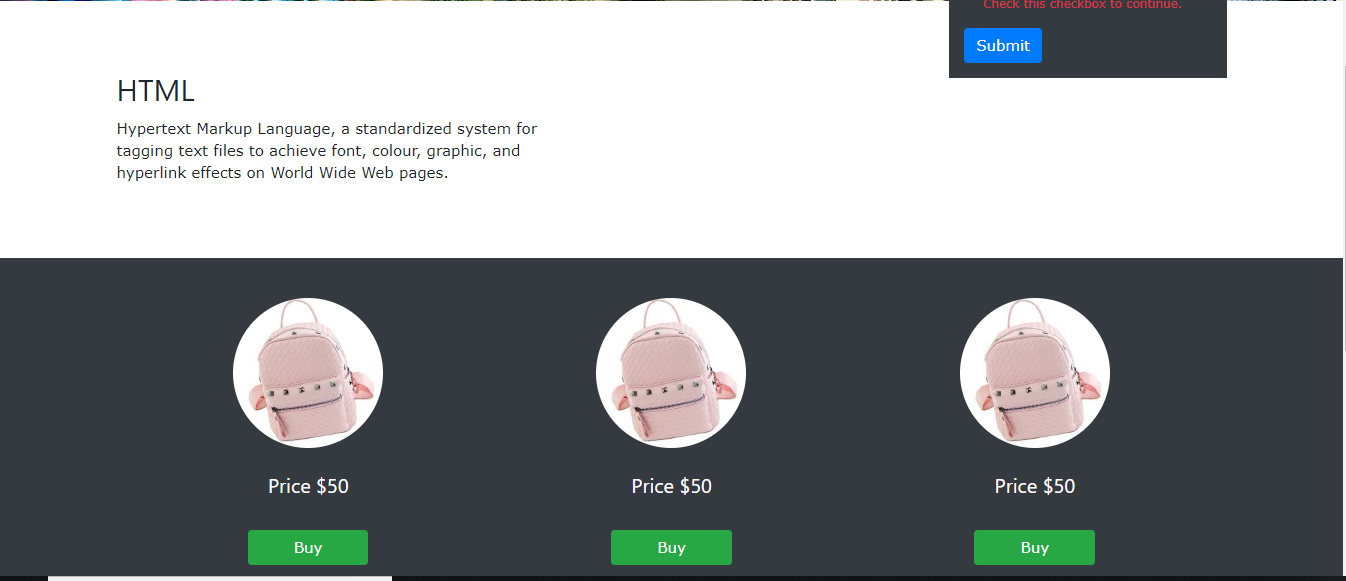 Check this checkbox to continue.
Submit
HTML
Hypertext Markup Language, a standardized system for
tagging text files to achieve font, colour, graphic, and
hyperlink effects on World Wide Web pages.
Price $50
Price $50
Price $50
Buy
Buy
Buy